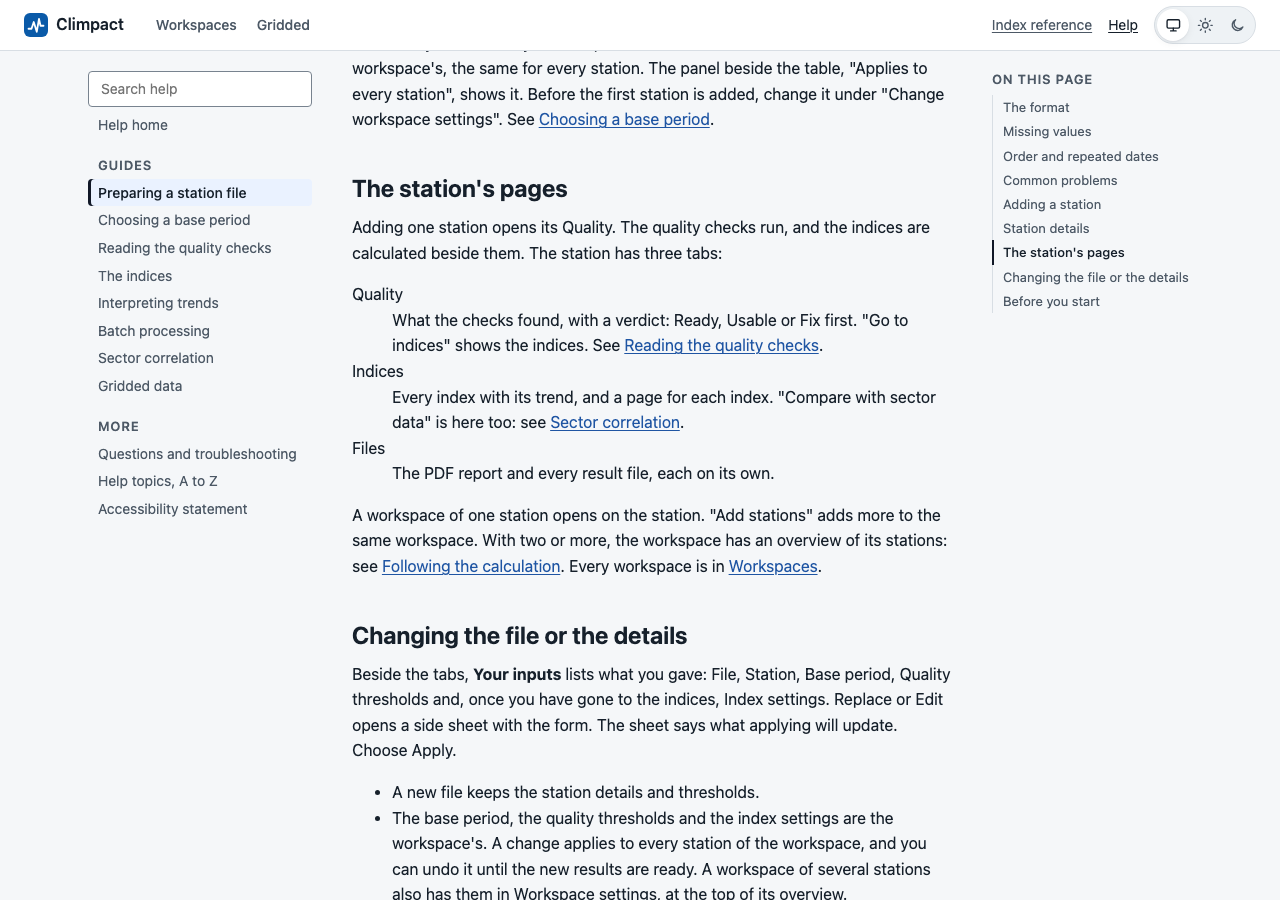 Climpact
Workspaces
Gridded
Index reference
Help
Search help
Help home
GUIDES
Preparing a station file
Choosing a base period
Reading the quality checks
The indices
Interpreting trends
Batch processing
Sector correlation
Gridded data
MORE
Questions and troubleshooting
Help topics, A to Z
Accessibility statement
workspace's, the same for every station. The panel beside the table, "Applies to
every station", shows it. Before the first station is added, change it under "Change
workspace settings". See Choosing a base period.
The station's pages
Adding one station opens its Quality. The quality checks run, and the indices are
calculated beside them. The station has three tabs:
Quality
What the checks found, with a verdict: Ready, Usable or Fix first. "Go to
indices" shows the indices. See Reading the quality checks.
Indices
Every index with its trend, and a page for each index. "Compare with sector
data" is here too: see Sector correlation.
Files
The PDF report and every result file, each on its own.
A workspace of one station opens on the station. "Add stations" adds more to the
same workspace. With two or more, the workspace has an overview of its stations:
see Following the calculation. Every workspace is in Workspaces.
Changing the file or the details
Beside the tabs, Your inputs lists what you gave: File, Station, Base period, Quality
thresholds and, once you have gone to the indices, Index settings. Replace or Edit
opens a side sheet with the form. The sheet says what applying will update.
Choose Apply.
• A new file keeps the station details and thresholds.
• The base period, the quality thresholds and the index settings are the
workspace's. A change applies to every station of the workspace, and you
can undo it until the new results are ready. A workspace of several stations
also has them in Workspace settings, at the top of its overview.
ON THIS PAGE
The format
Missing values
Order and repeated dates
Common problems
Adding a station
Station details
The station's pages
Changing the file or the details
Before you start